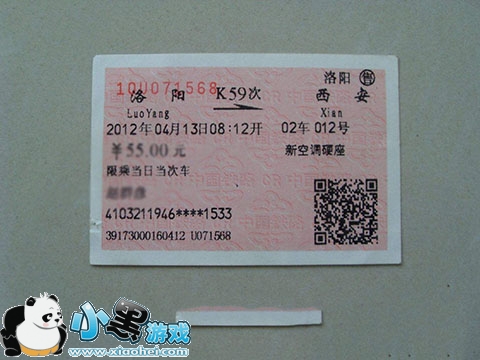 洛阳 售
10U071568
洛阳 K59次 西安
LuoYang Xian
2012年04月13日08:12开 02车 012号
￥55.00元 新空调硬座
限乘当日当次车
4103211946****1533
39173000160412 U071568
小黑游戏
www.xiaohei.com